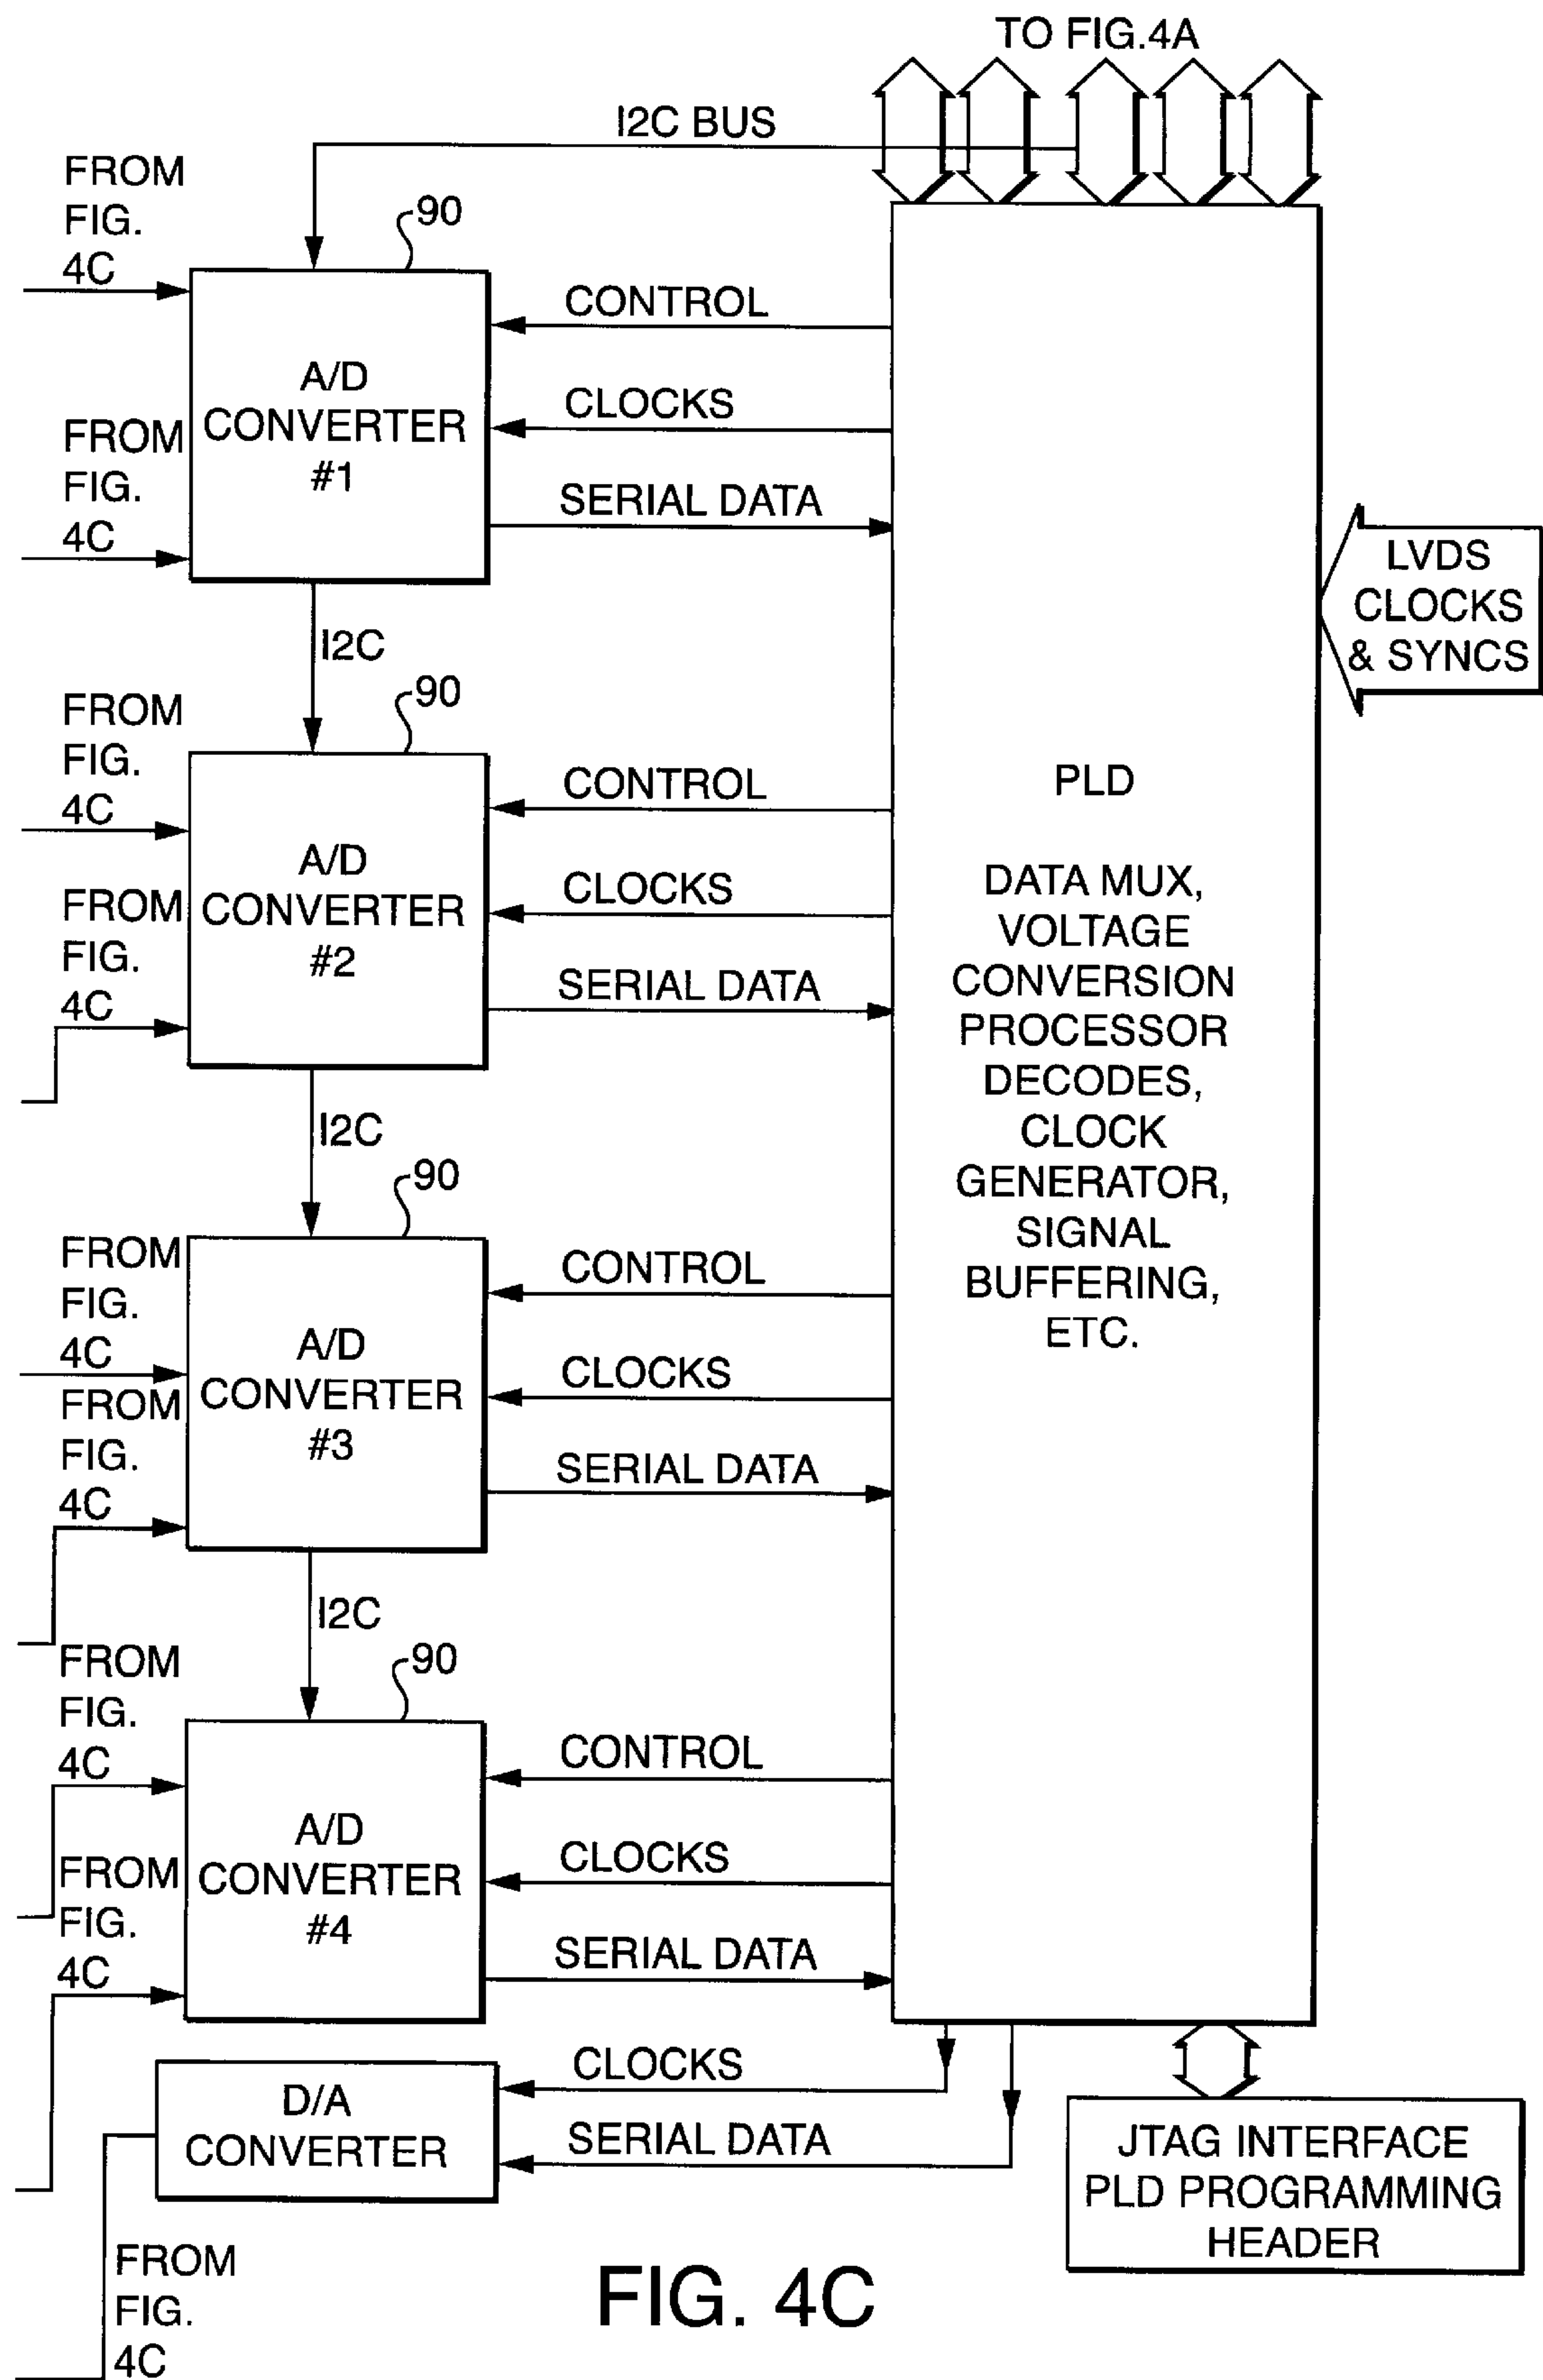 TO FIG.4A
I2C BUS
FROM
FIG.
4C
90
CONTROL
A/D
CONVERTER
#1
CLOCKS
FROM
FIG.
4C
SERIAL DATA
LVDS
CLOCKS
& SYNCS
I2C
FROM
FIG.
4C
90
CONTROL
A/D
CONVERTER
#2
CLOCKS
FROM
FIG.
4C
SERIAL DATA
PLD
DATA MUX,
VOLTAGE
CONVERSION
PROCESSOR
DECODES,
CLOCK
GENERATOR,
SIGNAL
BUFFERING,
ETC.
I2C
90
FROM
FIG.
4C
CONTROL
A/D
CONVERTER
#3
CLOCKS
FROM
FIG.
4C
SERIAL DATA
I2C
90
FROM
FIG.
4C
CONTROL
A/D
CONVERTER
#4
CLOCKS
FROM
FIG.
4C
SERIAL DATA
D/A
CONVERTER
CLOCKS
SERIAL DATA
JTAG INTERFACE
PLD PROGRAMMING
HEADER
FROM
FIG.
4C
FIG. 4C